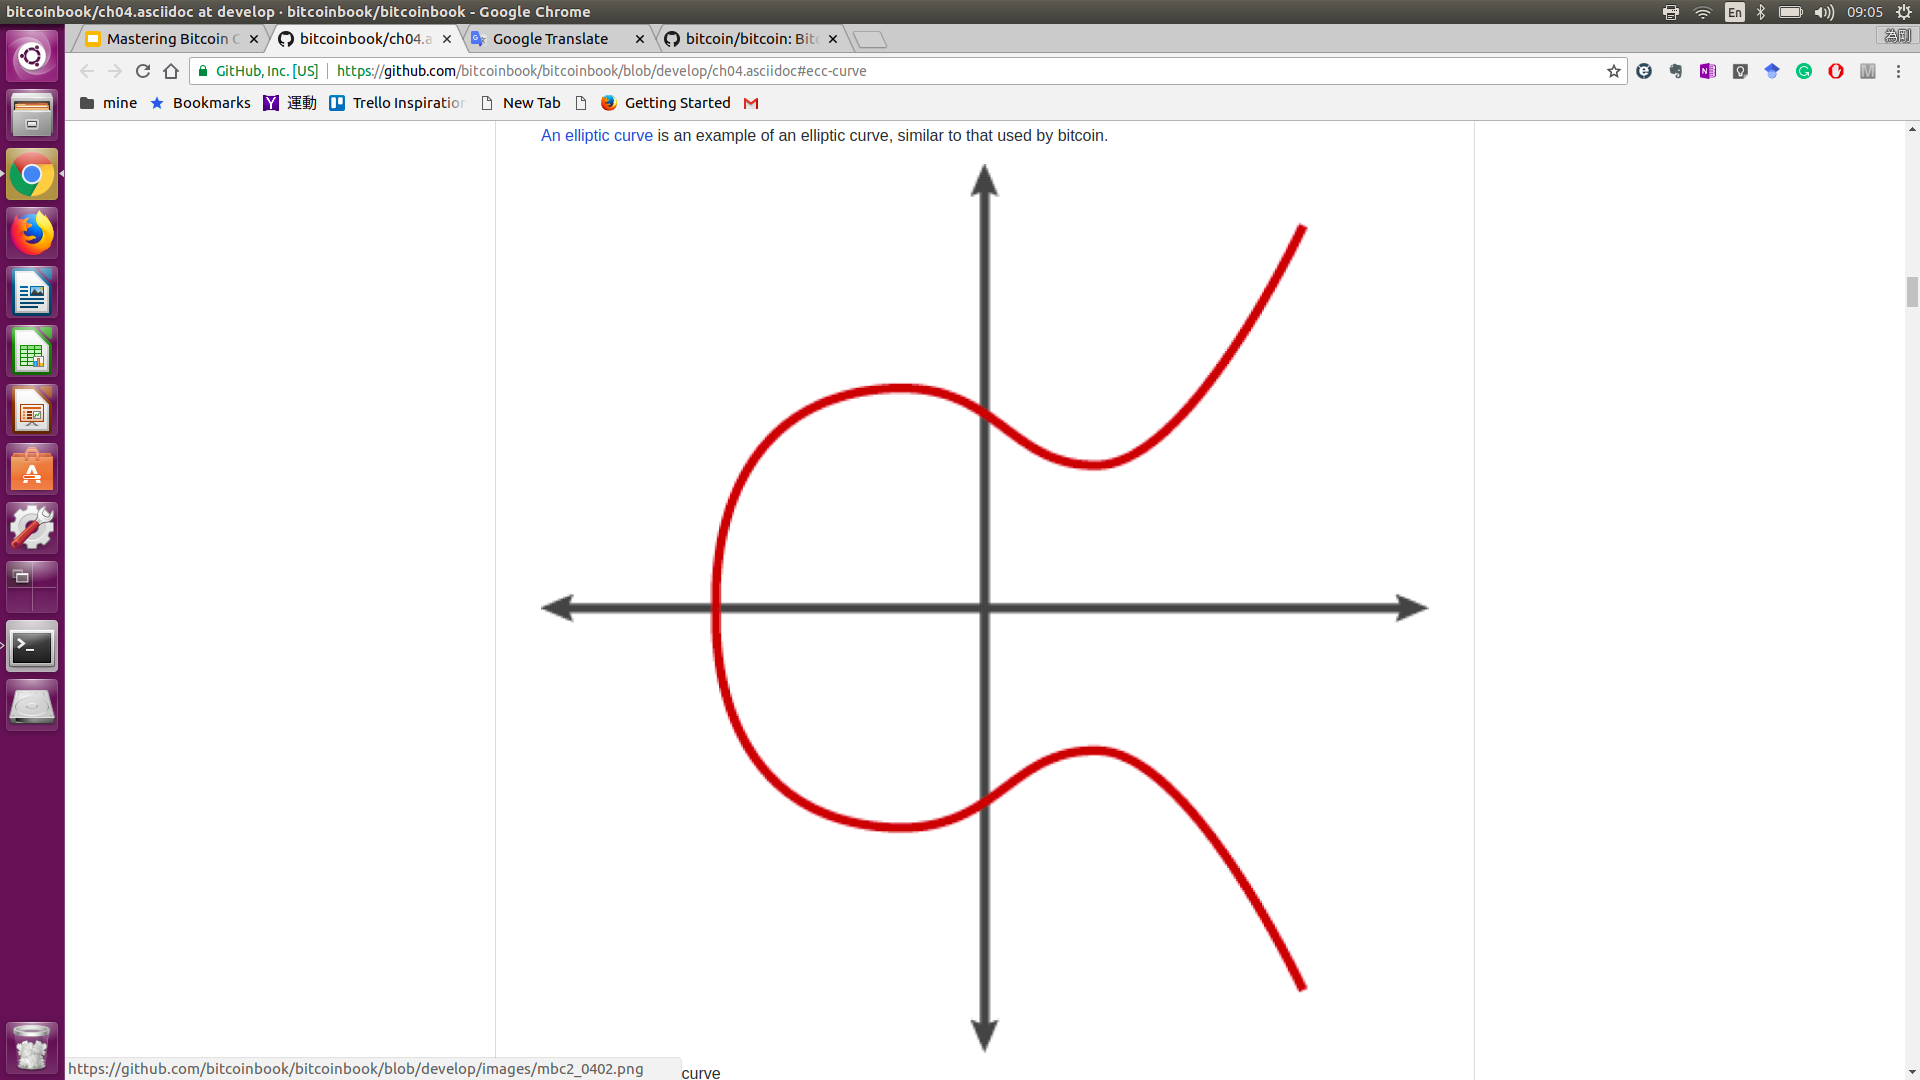 bitcoinbook/ch04.asciidoc at develop · bitcoinbook/bitcoinbook - Google Chrome
En
09:05
Mastering Bitcoin
bitcoinbook/ch04.a
Google Translate
bitcoin/bitcoin: Bit
為剛
GitHub, Inc. [US]
https://github.com/bitcoinbook/bitcoinbook/blob/develop/ch04.asciidoc#ecc-curve
mine
Bookmarks
運動
Trello Inspiration
New Tab
Getting Started
An elliptic curve is an example of an elliptic curve, similar to that used by bitcoin.
https://github.com/bitcoinbook/bitcoinbook/blob/develop/images/mbc2_0402.png
curve